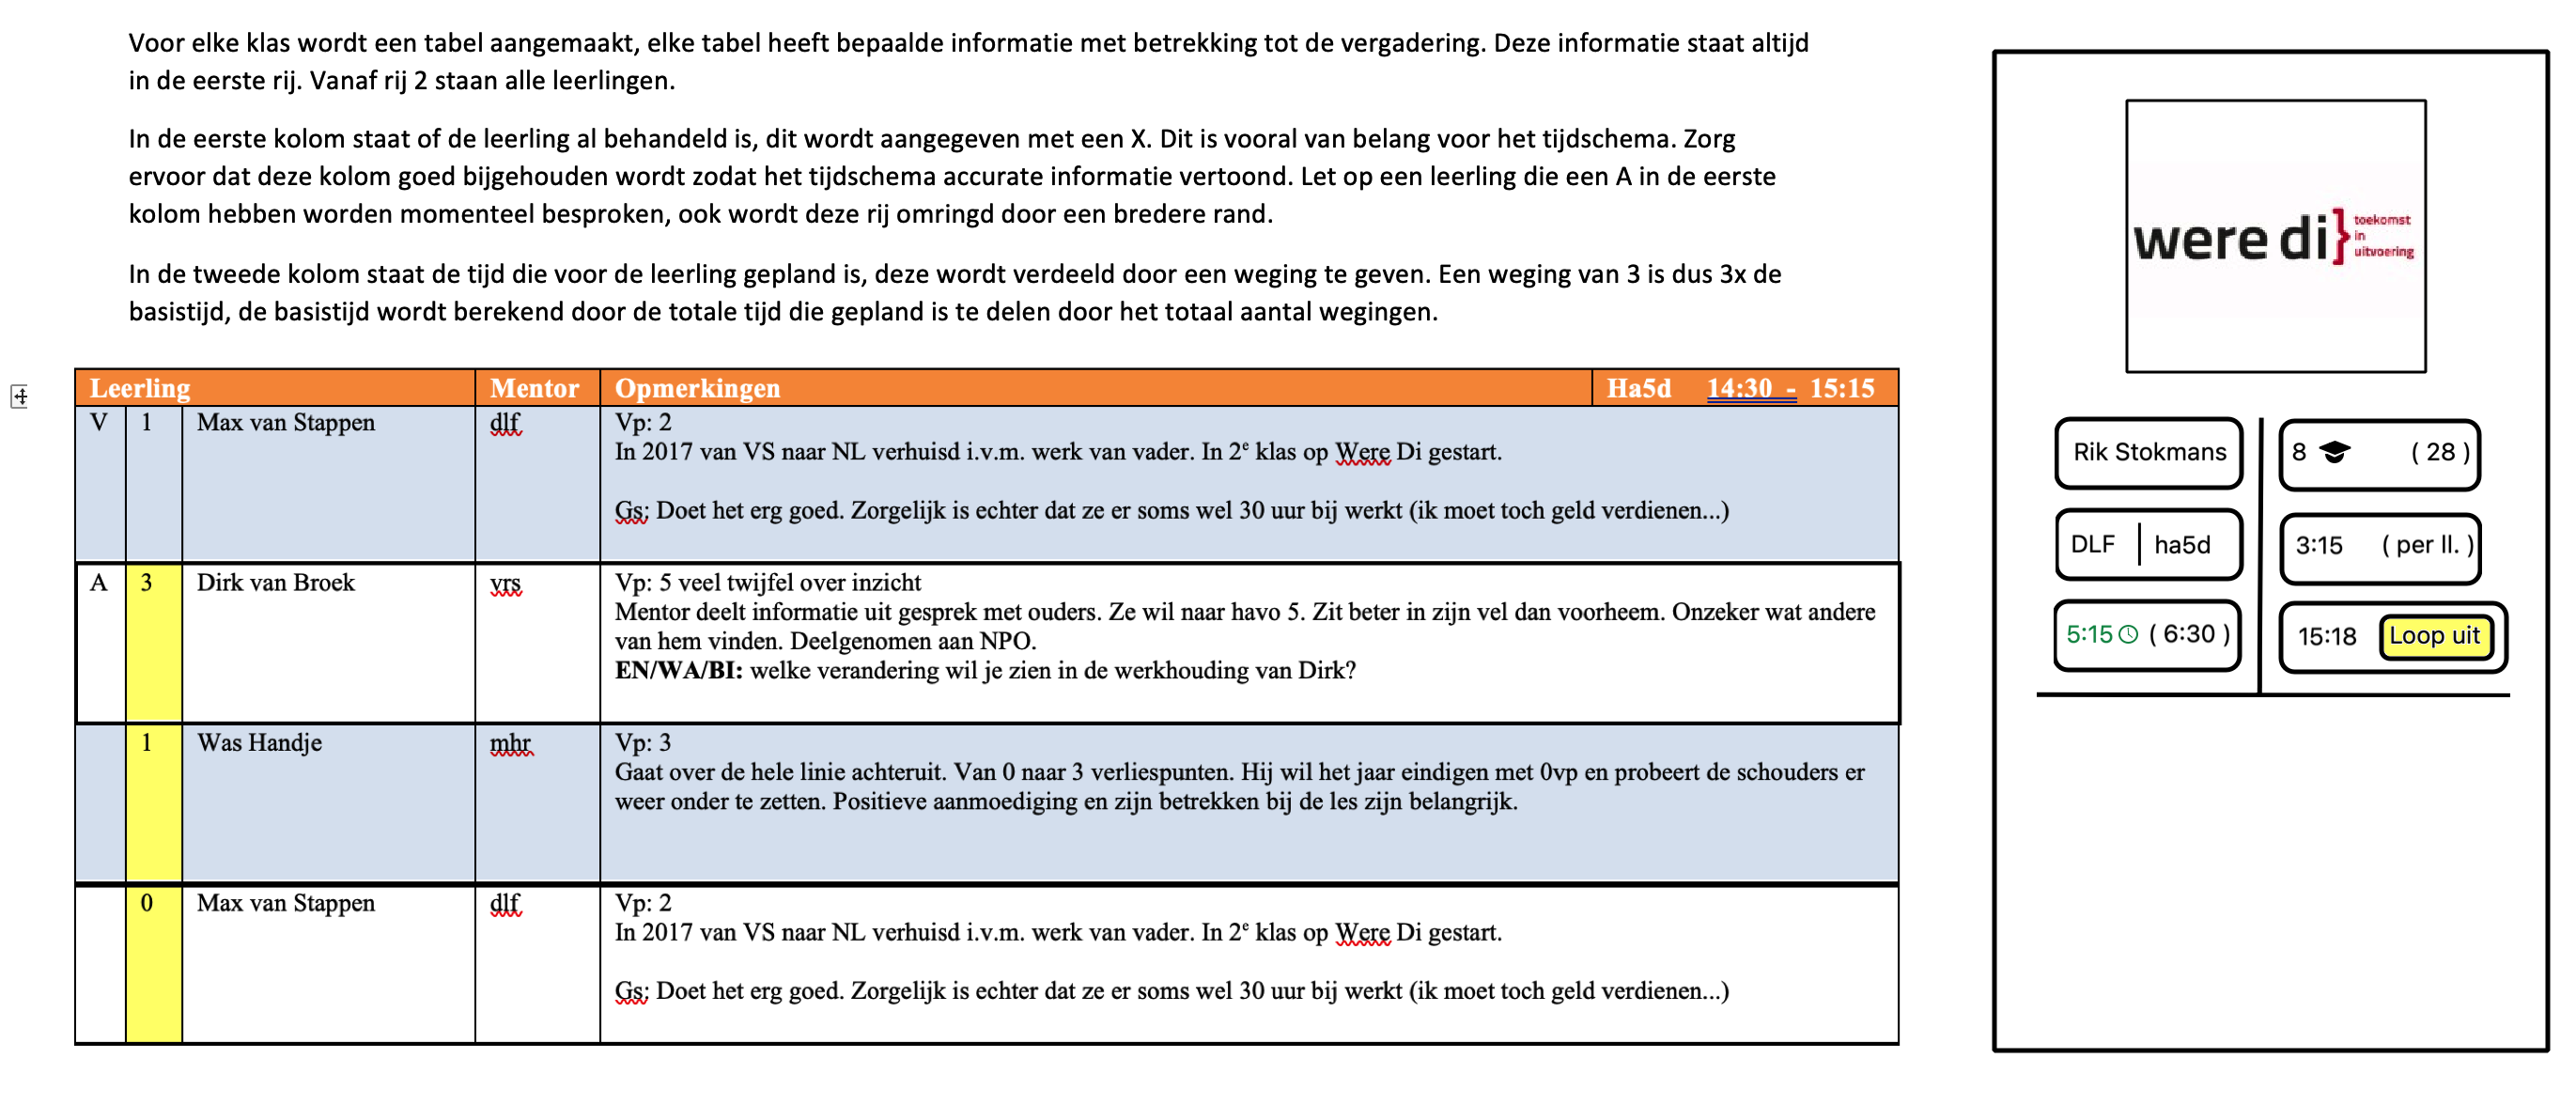 Voor elke klas wordt een tabel aangemaakt, elke tabel heeft bepaalde informatie met betrekking tot de vergadering. Deze informatie staat altijd
in de eerste rij. Vanaf rij 2 staan alle leerlingen.
In de eerste kolom staat of de leerling al behandeld is, dit wordt aangegeven met een X. Dit is vooral van belang voor het tijdschema. Zorg
ervoor dat deze kolom goed bijgehouden wordt zodat het tijdschema accurate informatie vertoond. Let op een leerling die een A in de eerste
kolom hebben worden momenteel besproken, ook wordt deze rij omringd door een bredere rand.
In de tweede kolom staat de tijd die voor de leerling gepland is, deze wordt verdeeld door een weging te geven. Een weging van 3 is dus 3x de
basistijd, de basistijd wordt berekend door de totale tijd die gepland is te delen door het totaal aantal wegingen.
Leerling Mentor Opmerkingen Ha5d 14:30 - 15:15
V 1 Max van Stappen dlf Vp: 2
In 2017 van VS naar NL verhuisd i.v.m. werk van vader. In 2e klas op Were Di gestart.
Gs: Doet het erg goed. Zorgelijk is echter dat ze er soms wel 30 uur bij werkt (ik moet toch geld verdienen...)
A 3 Dirk van Broek vrs Vp: 5 veel twijfel over inzicht
Mentor deelt informatie uit gesprek met ouders. Ze wil naar havo 5. Zit beter in zijn vel dan voorheem. Onzeker wat andere
van hem vinden. Deelgenomen aan NPO.
EN/WA/BI: welke verandering wil je zien in de werkhouding van Dirk?
1 Was Handje mhr Vp: 3
Gaat over de hele linie achteruit. Van 0 naar 3 verliespunten. Hij wil het jaar eindigen met 0vp en probeert de schouders er
weer onder te zetten. Positieve aanmoediging en zijn betrekken bij de les zijn belangrijk.
0 Max van Stappen dlf Vp: 2
In 2017 van VS naar NL verhuisd i.v.m. werk van vader. In 2e klas op Were Di gestart.
Gs: Doet het erg goed. Zorgelijk is echter dat ze er soms wel 30 uur bij werkt (ik moet toch geld verdienen...)
were di} toekomst
in
uitvoering
Rik Stokmans 8 ( 28 )
DLF | ha5d 3:15 ( per ll. )
5:15 ( 6:30 ) 15:18 Loop uit